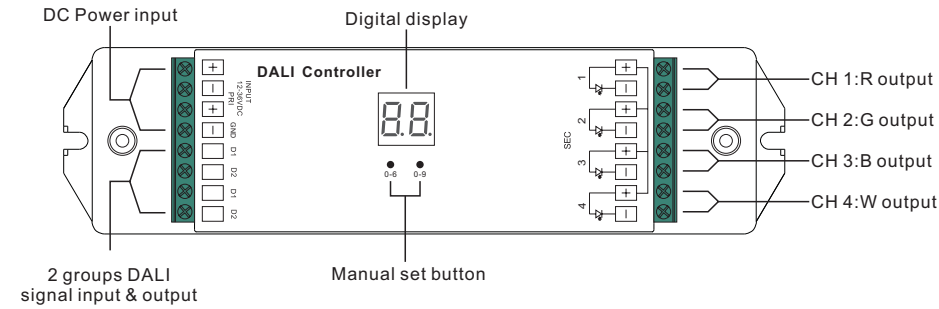 DC Power input
Digital display
DALI Controller
+
−
+
−
INPUT
12-36VDC
PRI
GND
D1
D2
D1
D2
8.8.
0-6
0-9
SEC
1
+
−
2
+
−
3
+
−
4
+
−
CH 1:R output
CH 2:G output
CH 3:B output
CH 4:W output
2 groups DALI
signal input & output
Manual set button